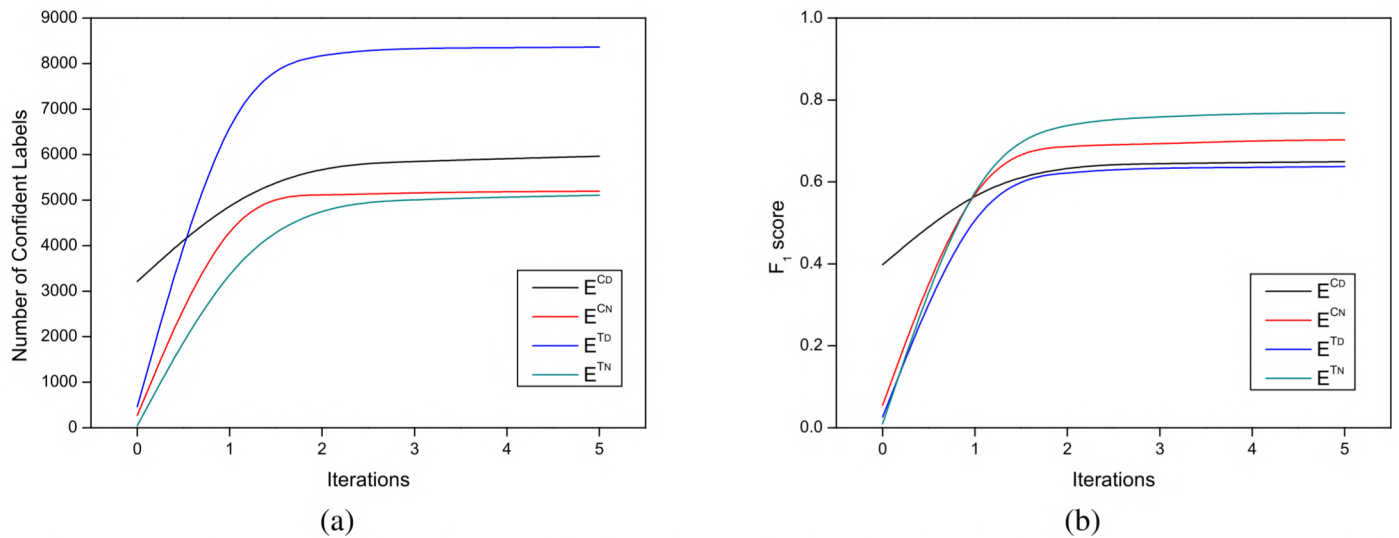 9000
8000
7000
6000
5000
4000
3000
2000
1000
0
Number of Confident Labels
0 1 2 3 4 5
Iterations
E^CD
E^CN
E^TD
E^TN
(a)
1.0
0.8
0.6
0.4
0.2
0.0
F_1 score
0 1 2 3 4 5
Iterations
E^CD
E^CN
E^TD
E^TN
(b)